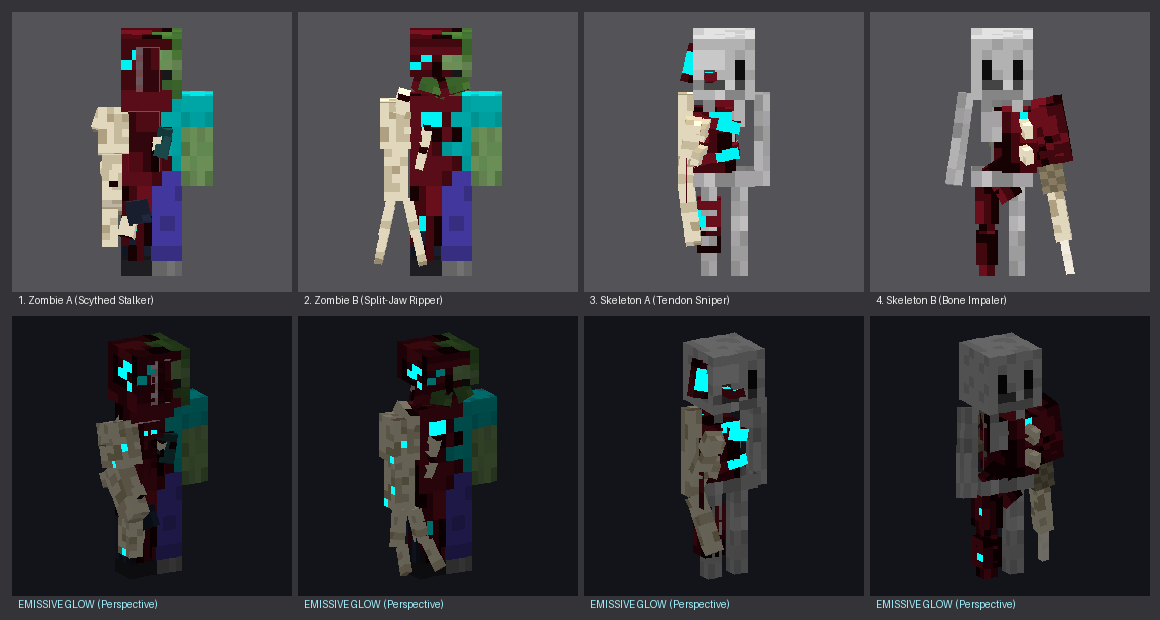 1. Zombie A (Scythed Stalker)
2. Zombie B (Split-Jaw Ripper)
3. Skeleton A (Tendon Sniper)
4. Skeleton B (Bone Impaler)
EMISSIVE GLOW (Perspective)
EMISSIVE GLOW (Perspective)
EMISSIVE GLOW (Perspective)
EMISSIVE GLOW (Perspective)